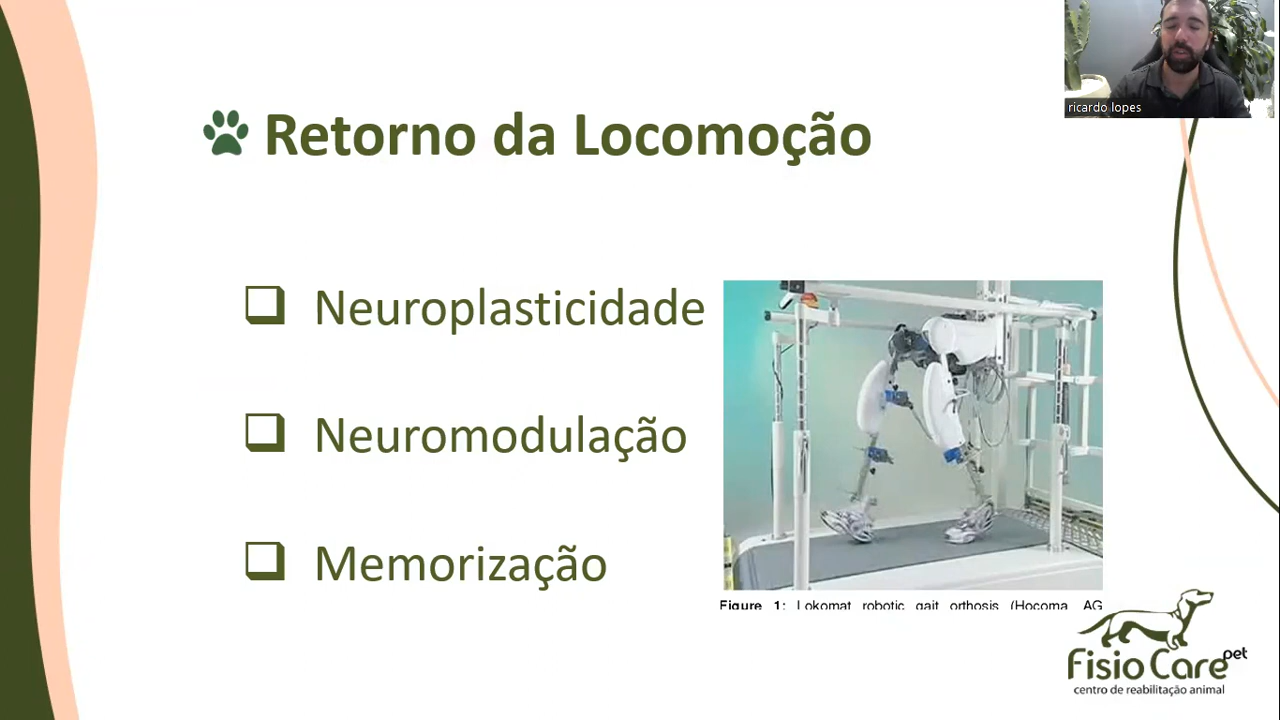 ricardo lopes
Retorno da Locomoção
Neuroplasticidade
Neuromodulação
Memorização
Figure 1: Lokomat robotic gait orthosis (Hocoma AG
Fisio Care pet
centro de reabilitação animal